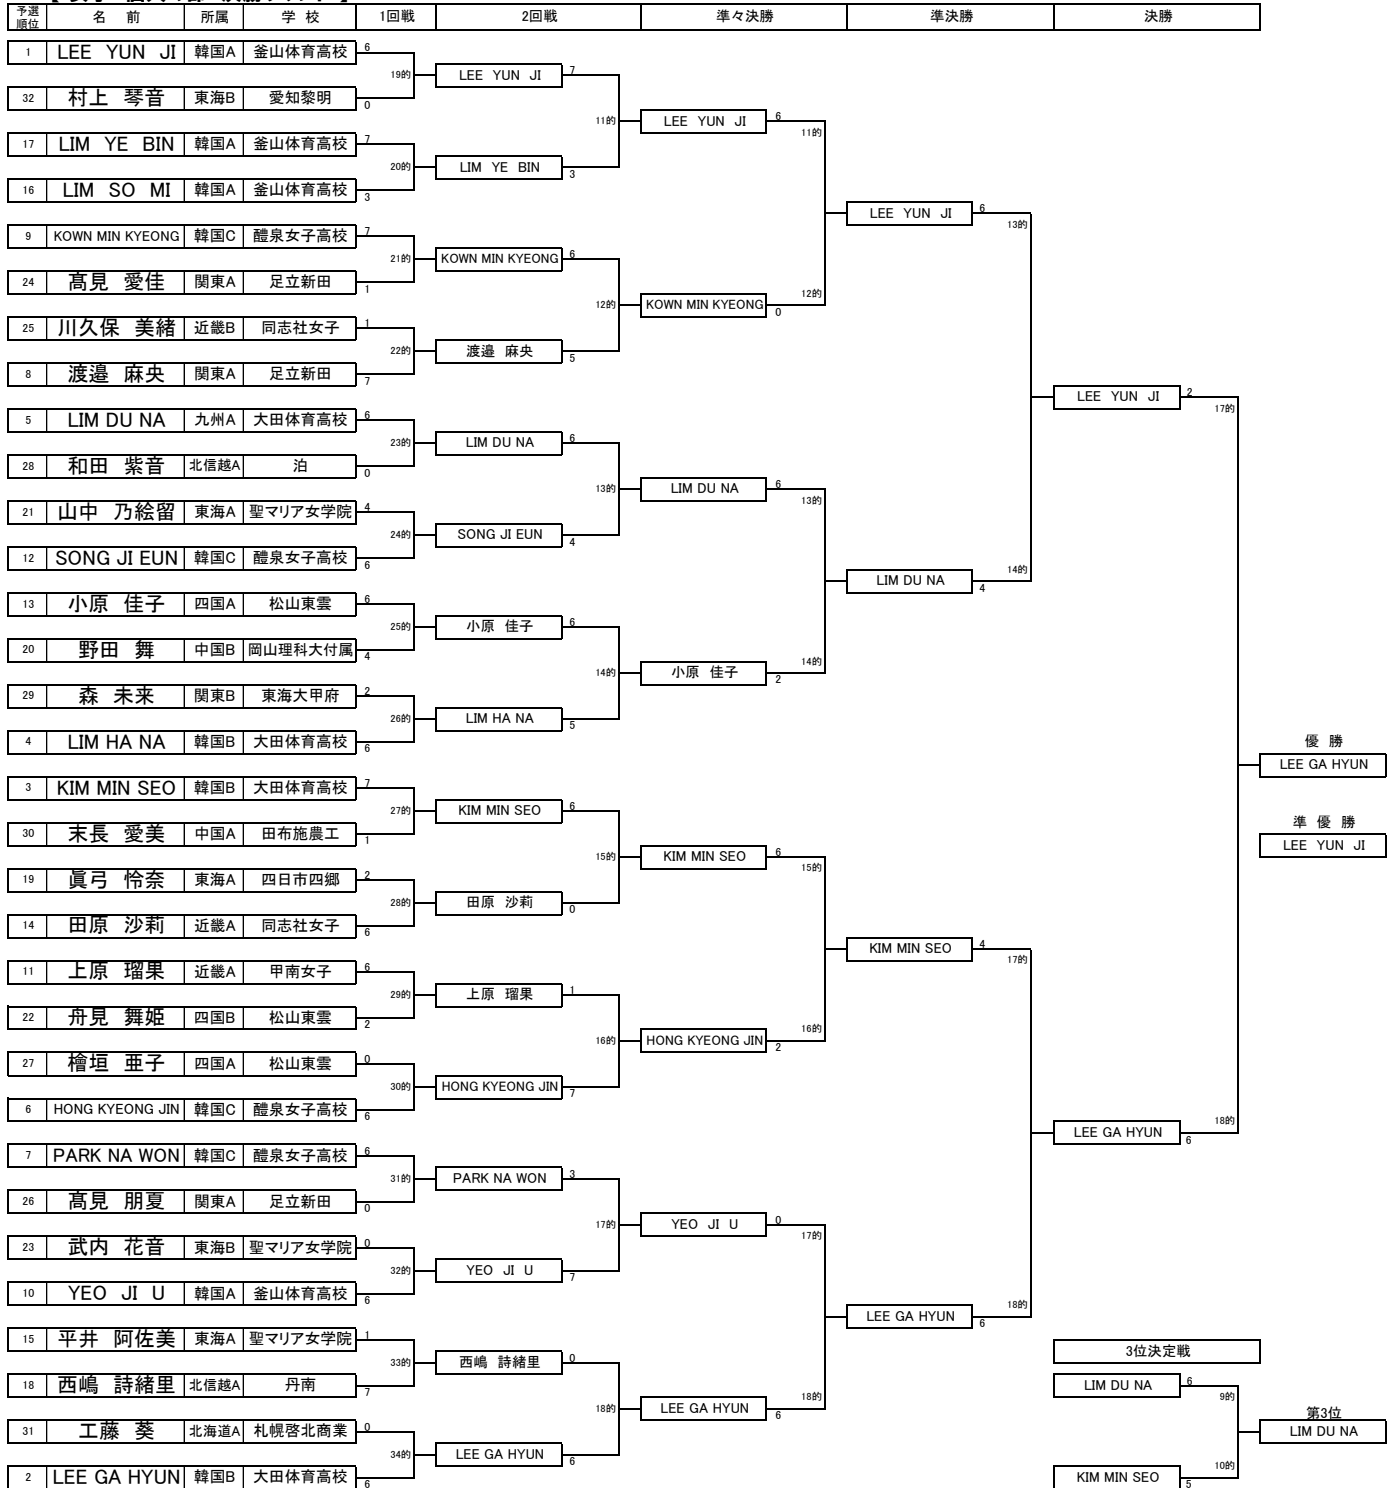 予選順位 名 前 所属 学 校 1回戦 2回戦 準々決勝 準決勝 決勝
1 LEE YUN JI 韓国A 釜山体育高校 6
19的 LEE YUN JI 7
32 村上 琴音 東海B 愛知黎明 0
11的 LEE YUN JI 6
11的
17 LIM YE BIN 韓国A 釜山体育高校 7
20的 LIM YE BIN 3
16 LIM SO MI 韓国A 釜山体育高校 3
LEE YUN JI 6
13的
9 KOWN MIN KYEONG 韓国C 醴泉女子高校 7
21的 KOWN MIN KYEONG 6
24 髙見 愛佳 関東A 足立新田 1
12的 KOWN MIN KYEONG 0
12的
25 川久保 美緒 近畿B 同志社女子 1
22的 渡邉 麻央 5
8 渡邉 麻央 関東A 足立新田 7
LEE YUN JI 2
17的
5 LIM DU NA 九州A 大田体育高校 6
23的 LIM DU NA 6
28 和田 紫音 北信越A 泊 0
13的 LIM DU NA 6
13的
21 山中 乃絵留 東海A 聖マリア女学院 4
24的 SONG JI EUN 4
12 SONG JI EUN 韓国C 醴泉女子高校 6
14的
LIM DU NA 4
13 小原 佳子 四国A 松山東雲 6
25的 小原 佳子 6
20 野田 舞 中国B 岡山理科大付属 4
14的 小原 佳子 2
14的
29 森 未来 関東B 東海大甲府 2
26的 LIM HA NA 5
4 LIM HA NA 韓国B 大田体育高校 6
優 勝
LEE GA HYUN
3 KIM MIN SEO 韓国B 大田体育高校 7
27的 KIM MIN SEO 6
30 末長 愛美 中国A 田布施農工 1
準 優 勝
LEE YUN JI
15的 KIM MIN SEO 6
15的
19 眞弓 怜奈 東海A 四日市四郷 2
28的 田原 沙莉 0
14 田原 沙莉 近畿A 同志社女子 6
KIM MIN SEO 4
17的
11 上原 瑠果 近畿A 甲南女子 6
29的 上原 瑠果 1
22 舟見 舞姫 四国B 松山東雲 2
16的 HONG KYEONG JIN 2
16的
27 檜垣 亜子 四国A 松山東雲 0
30的 HONG KYEONG JIN 7
6 HONG KYEONG JIN 韓国C 醴泉女子高校 6
18的
LEE GA HYUN 6
7 PARK NA WON 韓国C 醴泉女子高校 6
31的 PARK NA WON 3
26 髙見 朋夏 関東A 足立新田 0
17的 YEO JI U 0
17的
23 武内 花音 東海B 聖マリア女学院 0
32的 YEO JI U 7
10 YEO JI U 韓国A 釜山体育高校 6
18的
LEE GA HYUN 6
15 平井 阿佐美 東海A 聖マリア女学院 1
33的 西嶋 詩緒里 0
18 西嶋 詩緒里 北信越A 丹南 7
3位決定戦
LIM DU NA 6
9的
18的 LEE GA HYUN 6
18的
31 工藤 葵 北海道A 札幌啓北商業 0
34的 LEE GA HYUN 6
2 LEE GA HYUN 韓国B 大田体育高校 6
第3位
LIM DU NA
10的
KIM MIN SEO 5